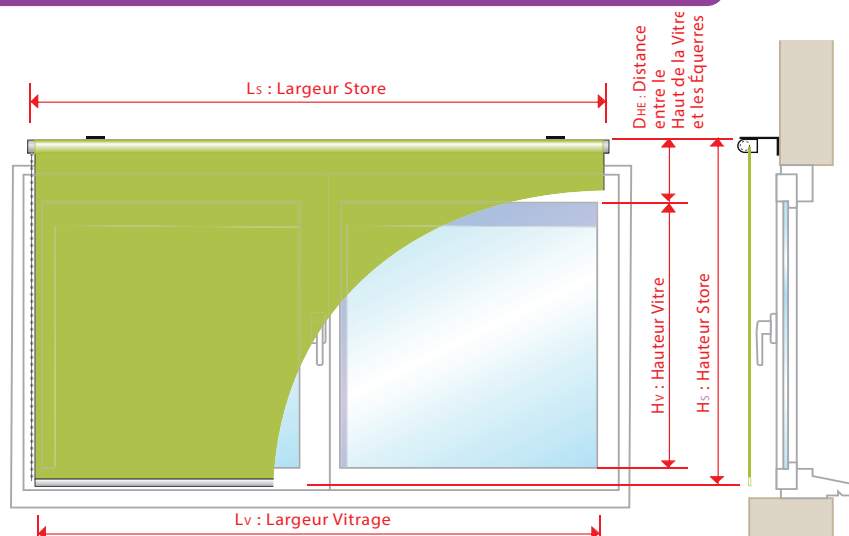 Ls : Largeur Store
DHE : Distance
entre le
Haut de la Vitre
et les Équerres
Hv : Hauteur Vitre
Hs : Hauteur Store
Lv : Largeur Vitrage